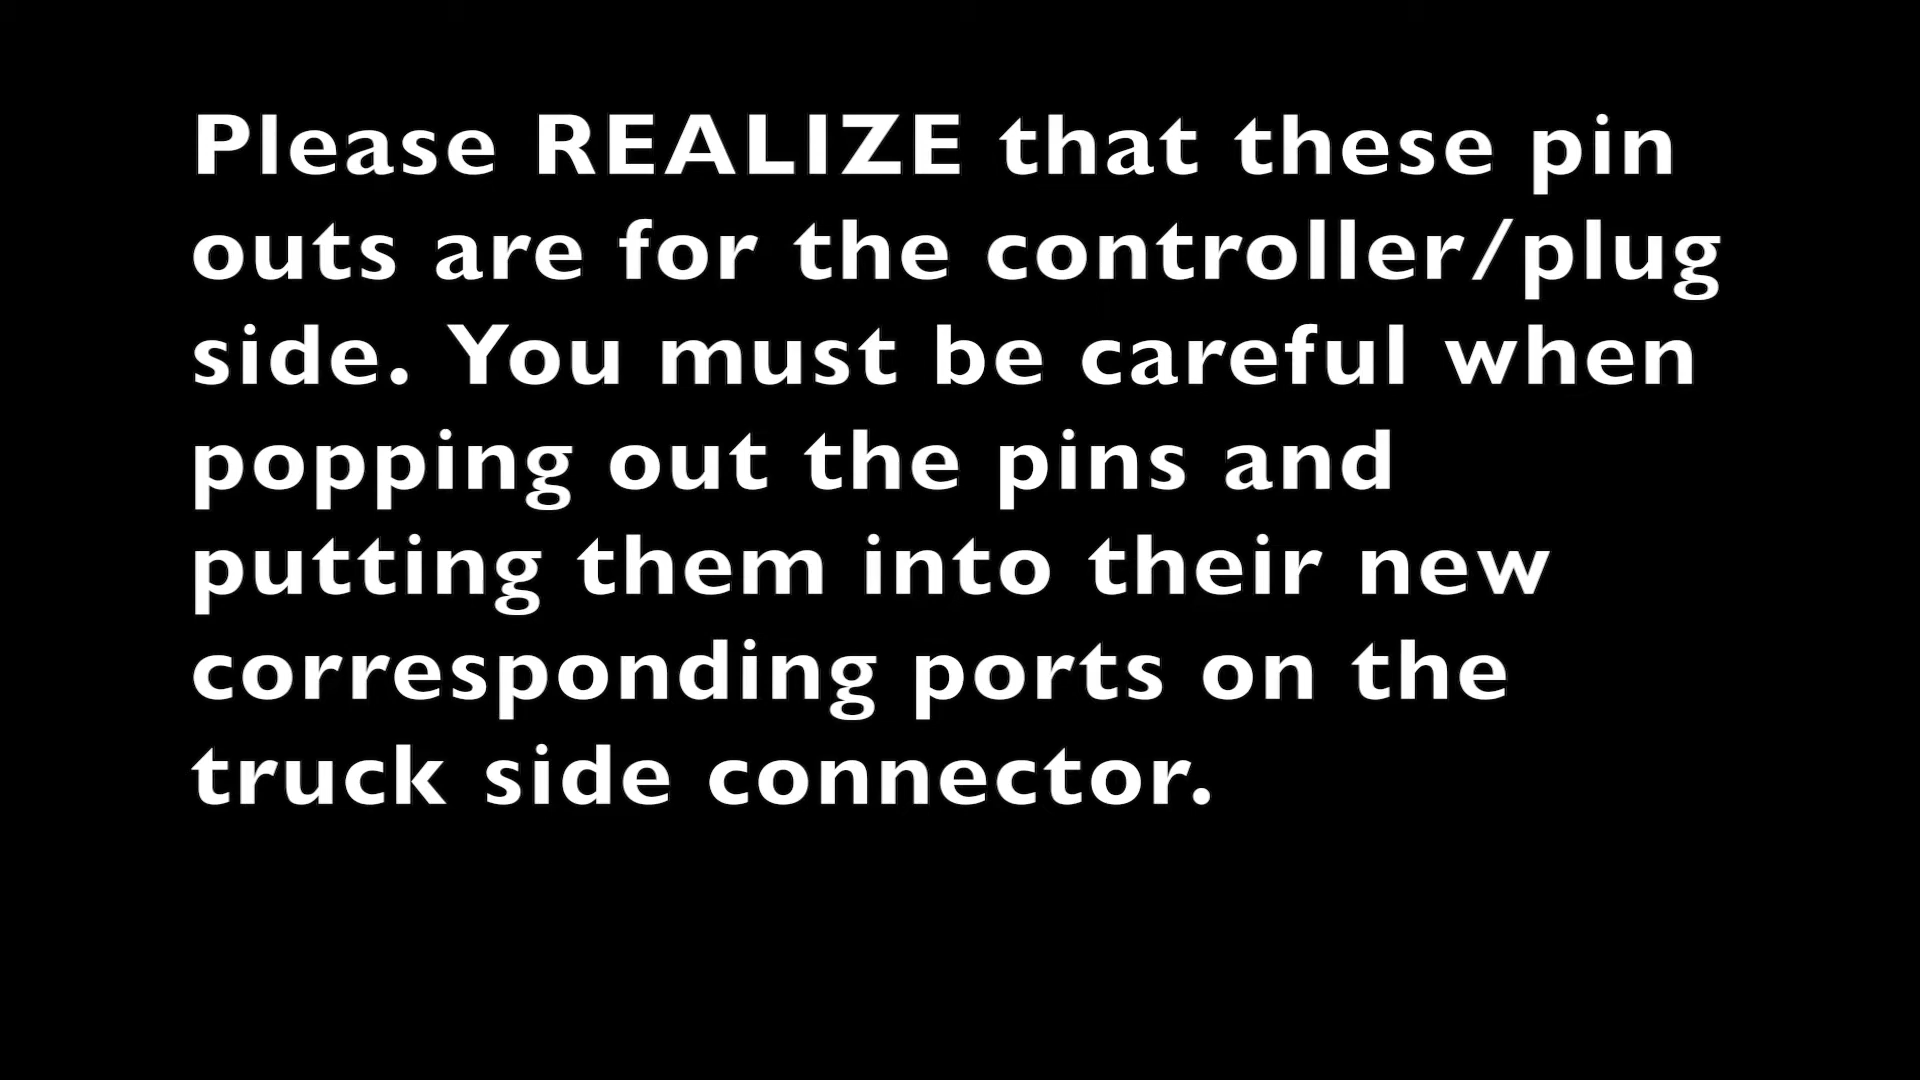 Please REALIZE that these pin
outs are for the controller/plug
side. You must be careful when
popping out the pins and
putting them into their new
corresponding ports on the
truck side connector.